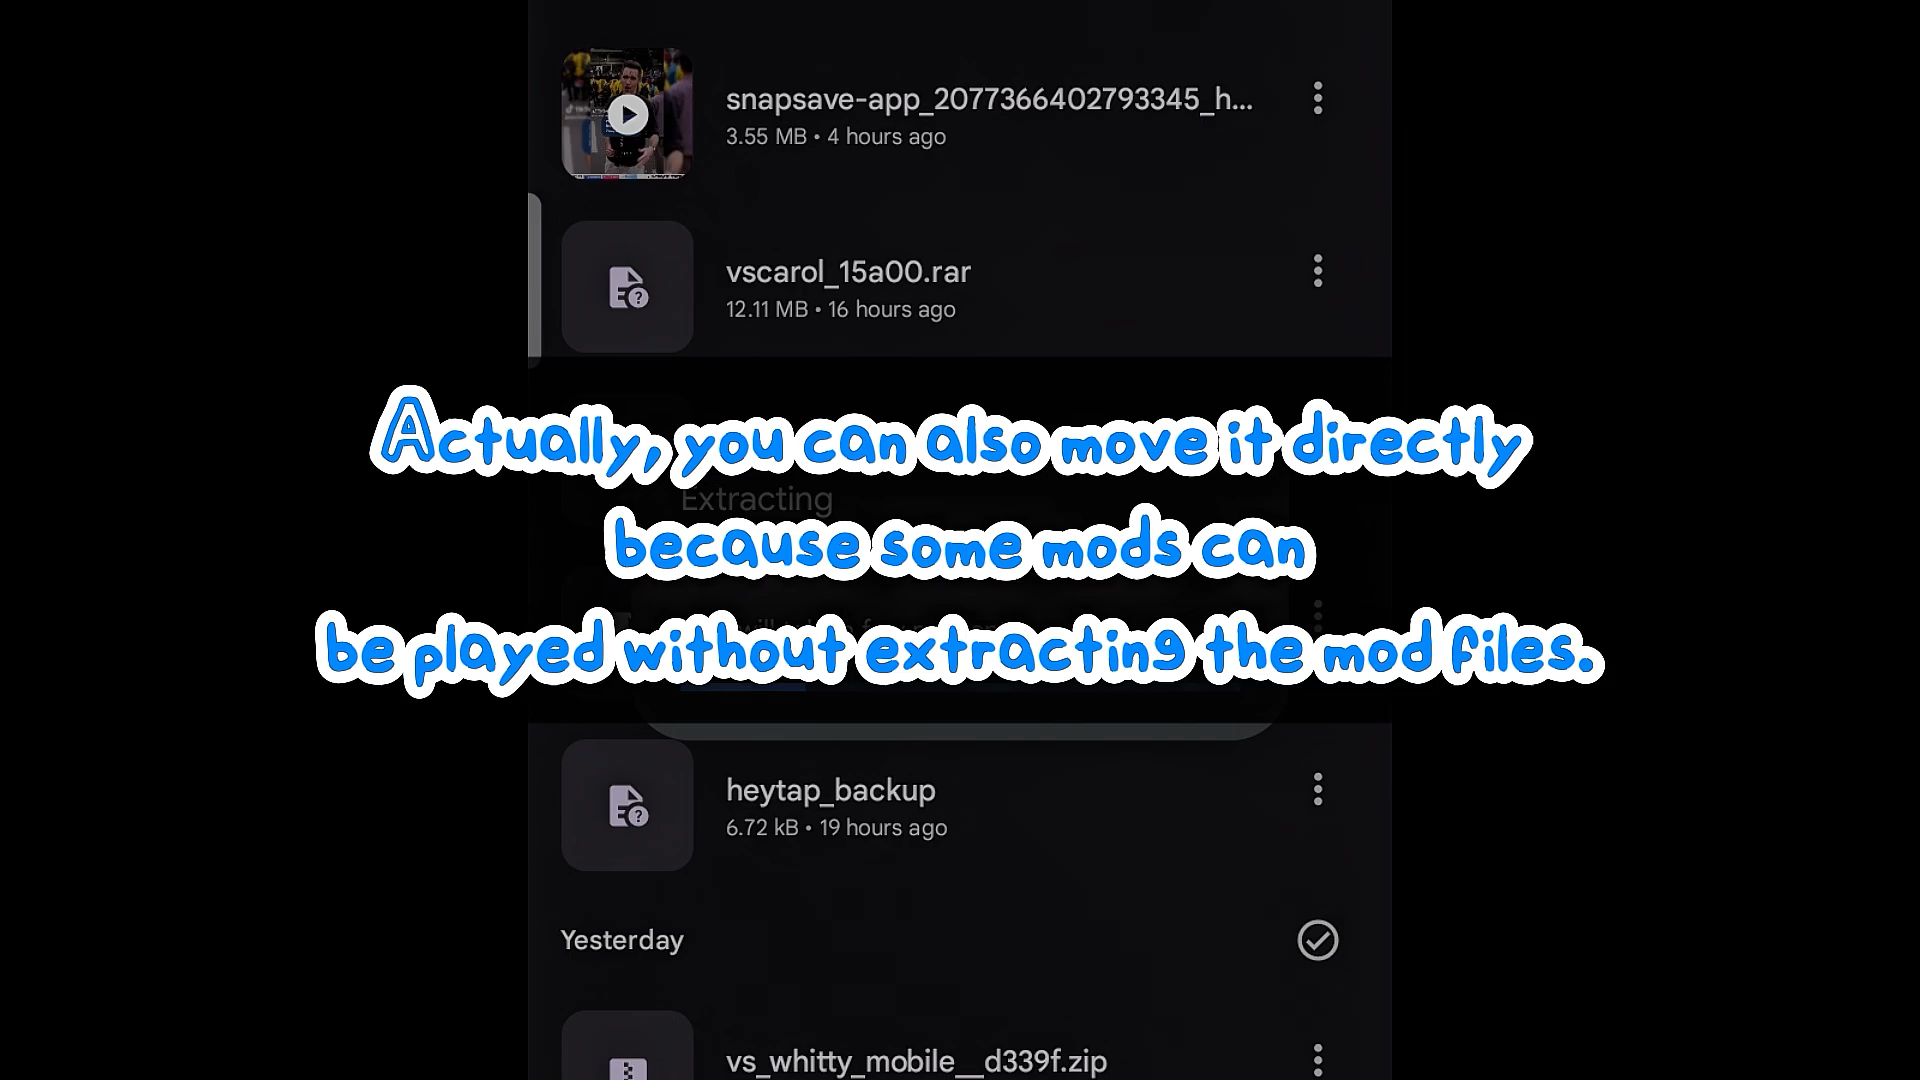 snapsave-app_2077366402793345_h...
3.55 MB • 4 hours ago
vscarol_15a00.rar
12.11 MB • 16 hours ago
Actually, you can also move it directly
Extracting
because some mods can
be played without extracting the mod files.
heytap_backup
6.72 kB • 19 hours ago
Yesterday
vs_whitty_mobile__d339f.zip